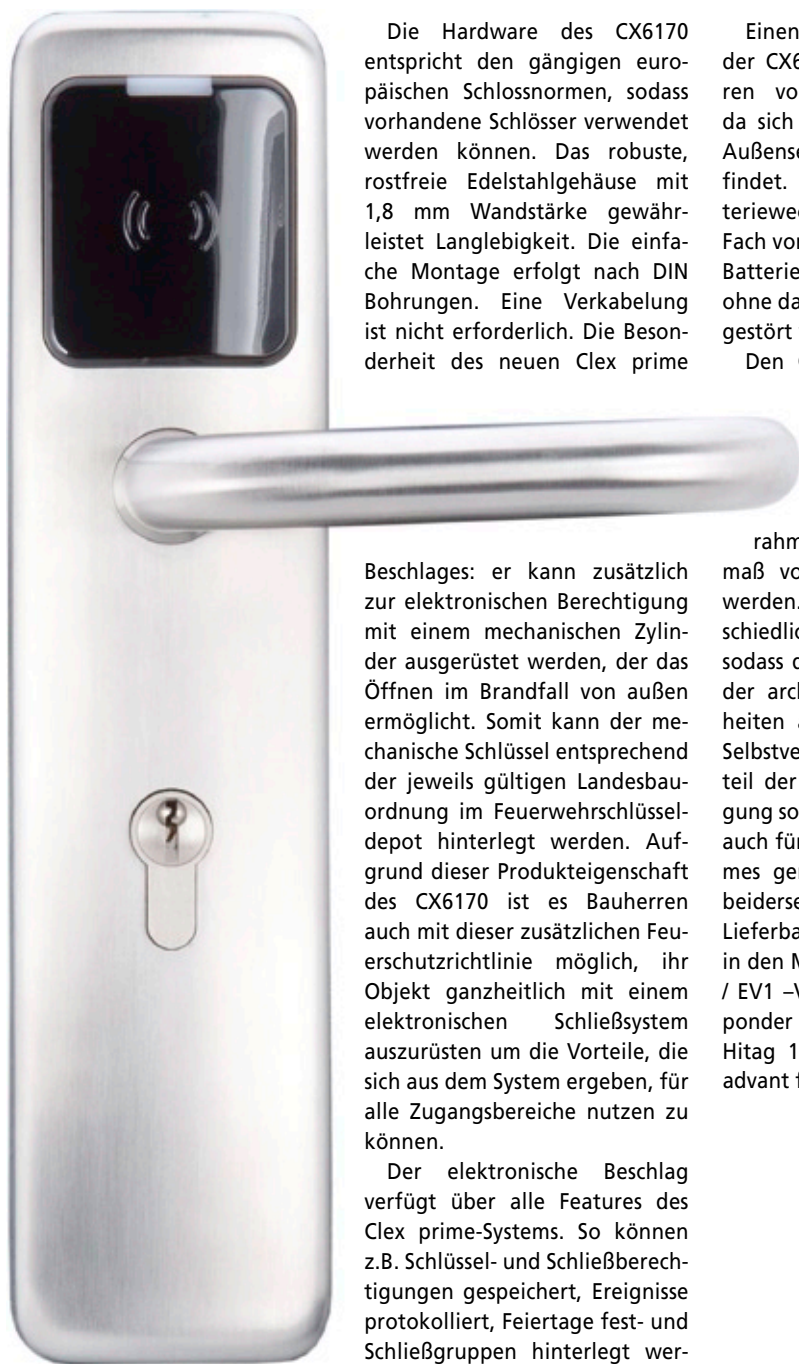 Die Hardware des CX6170
entspricht den gängigen euro-
päischen Schlossnormen, sodass
vorhandene Schlösser verwendet
werden können. Das robuste,
rostfreie Edelstahlgehäuse mit
1,8 mm Wandstärke gewähr-
leistet Langlebigkeit. Die einfa-
che Montage erfolgt nach DIN
Bohrungen. Eine Verkabelung
ist nicht erforderlich. Die Beson-
derheit des neuen Clex prime
Beschlages: er kann zusätzlich
zur elektronischen Berechtigung
mit einem mechanischen Zylin-
der ausgerüstet werden, der das
Öffnen im Brandfall von außen
ermöglicht. Somit kann der me-
chanische Schlüssel entsprechend
der jeweils gültigen Landesbau-
ordnung im Feuerwehrschlüssel-
depot hinterlegt werden. Auf-
grund dieser Produkteigenschaft
des CX6170 ist es Bauherren
auch mit dieser zusätzlichen Feu-
erschutzrichtlinie möglich, ihr
Objekt ganzheitlich mit einem
elektronischen Schließsystem
auszurüsten um die Vorteile, die
sich aus dem System ergeben, für
alle Zugangsbereiche nutzen zu
können.
Der elektronische Beschlag
verfügt über alle Features des
Clex prime-Systems. So können
z.B. Schlüssel- und Schließberech-
tigungen gespeichert, Ereignisse
protokolliert, Feiertage fest- und
Schließgruppen hinterlegt wer-
Einen
der CX6
ren vo
da sich
Außense
findet.
teriewec
Fach vor
Batterie
ohne da
gestört
Den
rahm
maß vo
werden.
schiedlic
sodass d
der arch
heiten a
Selbstve
teil der
gung so
auch für
mes ger
beiderse
Lieferba
in den M
/ EV1 –V
ponder
Hitag 1
advant f